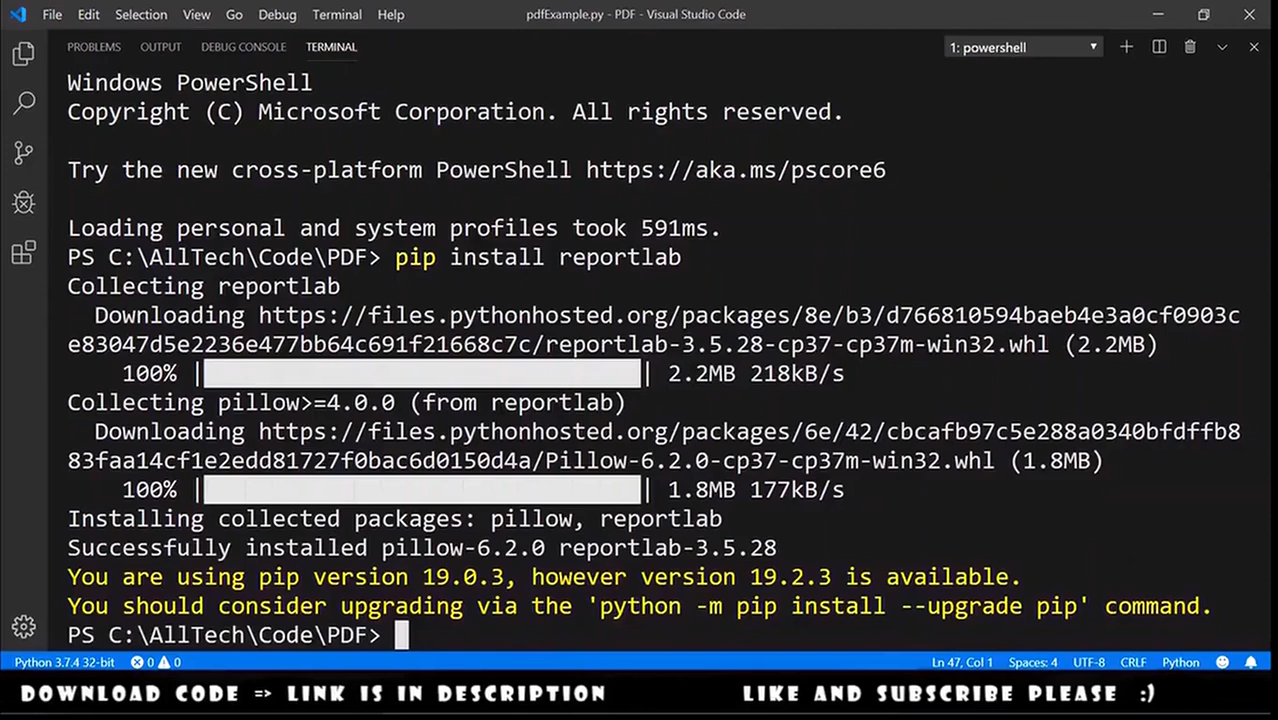 File Edit Selection View Go Debug Terminal Help pdfExample.py - PDF - Visual Studio Code
PROBLEMS OUTPUT DEBUG CONSOLE TERMINAL 1: powershell
Windows PowerShell
Copyright (C) Microsoft Corporation. All rights reserved.
Try the new cross-platform PowerShell https://aka.ms/pscore6
Loading personal and system profiles took 591ms.
PS C:\AllTech\Code\PDF> pip install reportlab
Collecting reportlab
Downloading https://files.pythonhosted.org/packages/8e/b3/d766810594baeb4e3a0cf0903c
e83047d5e2236e477bb64c691f21668c7c/reportlab-3.5.28-cp37-cp37m-win32.whl (2.2MB)
100% | | 2.2MB 218kB/s
Collecting pillow>=4.0.0 (from reportlab)
Downloading https://files.pythonhosted.org/packages/6e/42/cbcafb97c5e288a0340bfdffb8
83faa14cf1e2edd81727f0bac6d0150d4a/Pillow-6.2.0-cp37-cp37m-win32.whl (1.8MB)
100% | | 1.8MB 177kB/s
Installing collected packages: pillow, reportlab
Successfully installed pillow-6.2.0 reportlab-3.5.28
You are using pip version 19.0.3, however version 19.2.3 is available.
You should consider upgrading via the 'python -m pip install --upgrade pip' command.
PS C:\AllTech\Code\PDF>
Python 3.7.4 32-bit 0 0 Ln 47, Col 1 Spaces: 4 UTF-8 CRLF Python
DOWNLOAD CODE => LINK IS IN DESCRIPTION LIKE AND SUBSCRIBE PLEASE :)